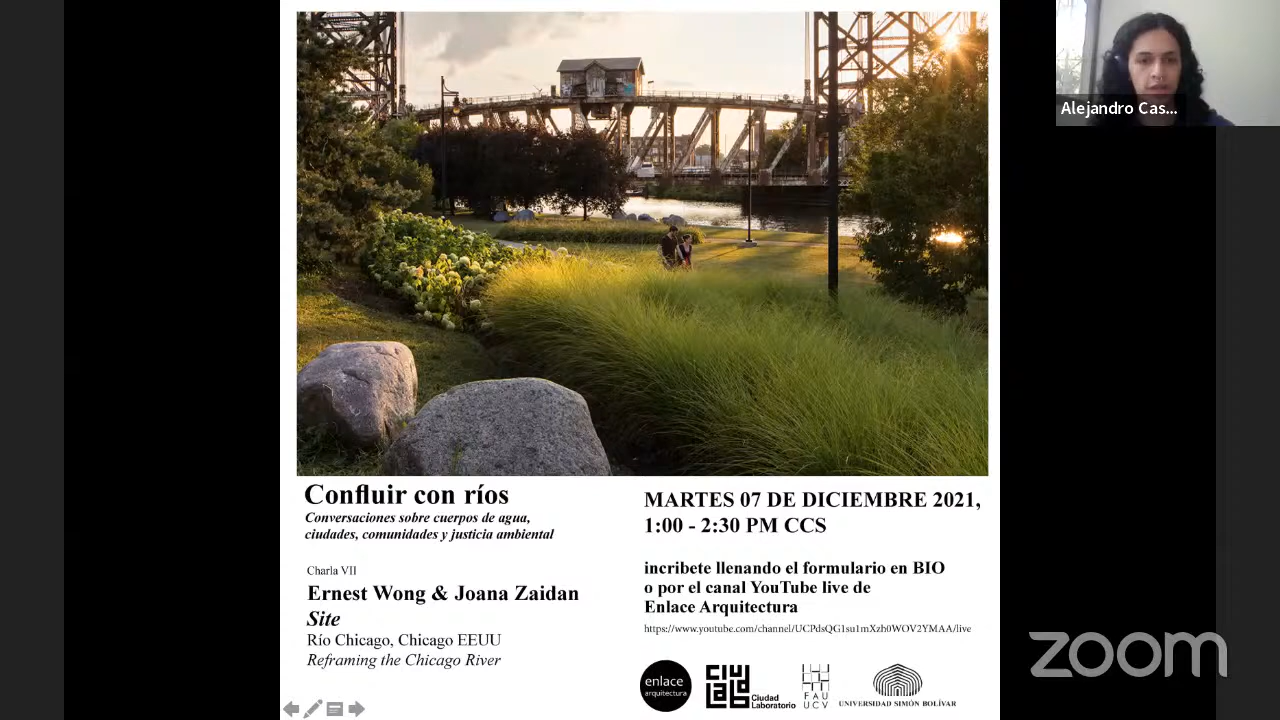 Alejandro Cas...
Confluir con ríos
Conversaciones sobre cuerpos de agua,
ciudades, comunidades y justicia ambiental
Charla VII
Ernest Wong & Joana Zaidan
Site
Río Chicago, Chicago EEUU
Reframing the Chicago River
MARTES 07 DE DICIEMBRE 2021,
1:00 - 2:30 PM CCS
incribete llenando el formulario en BIO
o por el canal YouTube live de
Enlace Arquitectura
https://www.youtube.com/channel/UCPdsQG1su1mXzh0WOV2YMAA/live
enlace
arquitectura
CIUD
LAB
Ciudad
Laboratorio
FAU
UCV
UNIVERSIDAD SIMÓN BOLÍVAR
zoom